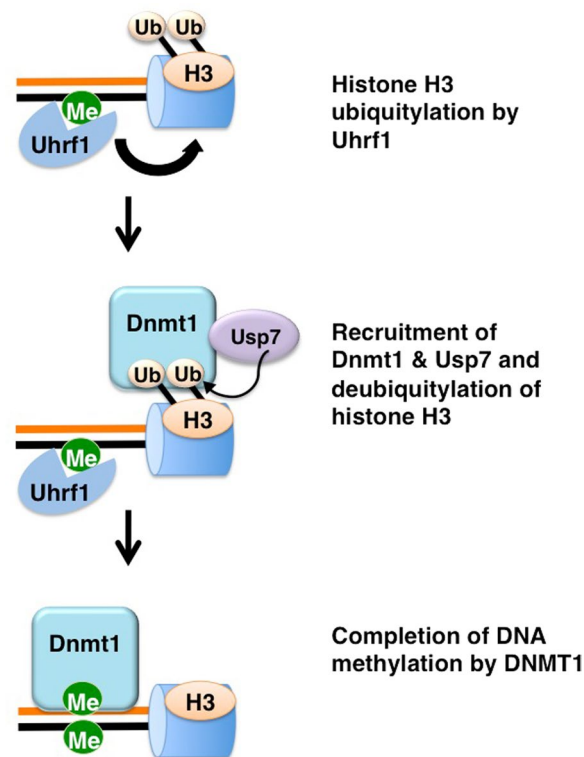 Ub Ub
H3
Me
Uhrf1
Histone H3
ubiquitylation by
Uhrf1
Dnmt1
Usp7
Ub Ub
H3
Me
Uhrf1
Recruitment of
Dnmt1 & Usp7 and
deubiquitylation of
histone H3
Dnmt1
Me
H3
Me
Completion of DNA
methylation by DNMT1